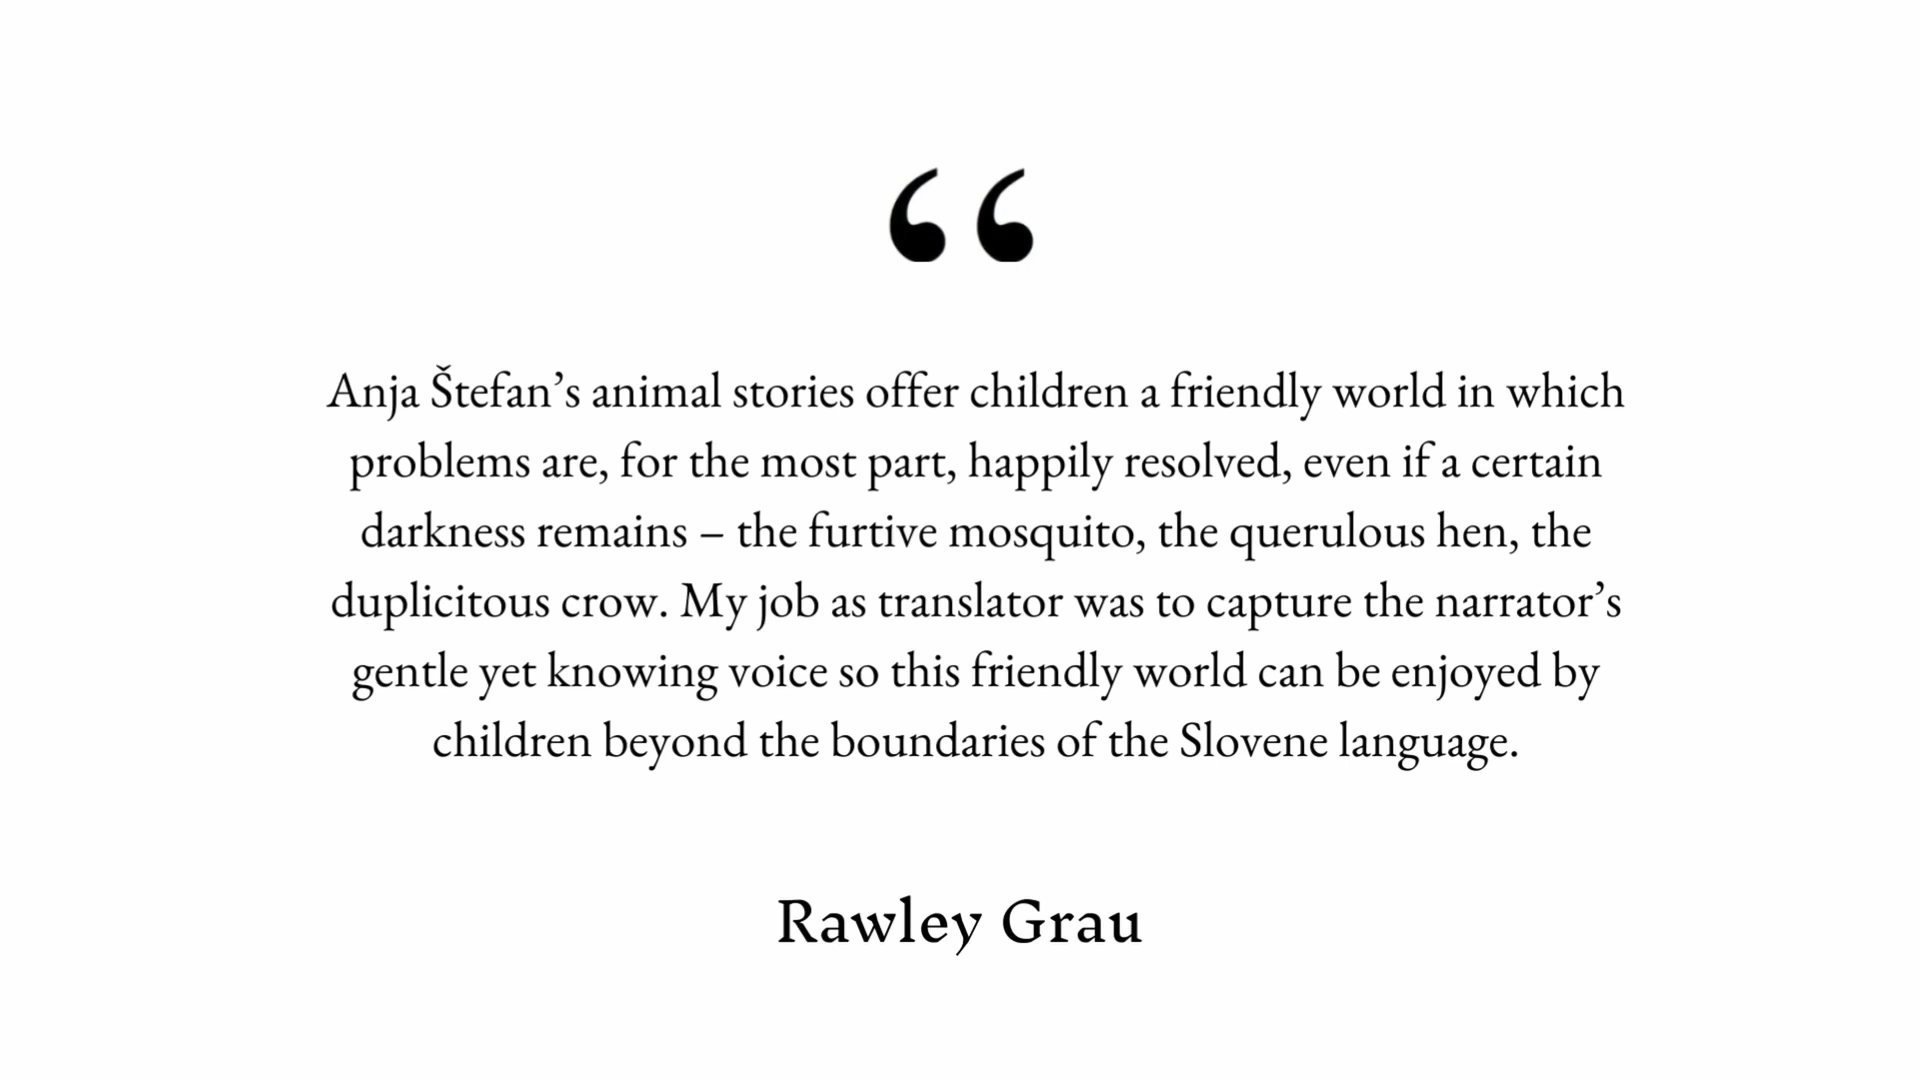 “
Anja Štefan’s animal stories offer children a friendly world in which
problems are, for the most part, happily resolved, even if a certain
darkness remains – the furtive mosquito, the querulous hen, the
duplicitous crow. My job as translator was to capture the narrator’s
gentle yet knowing voice so this friendly world can be enjoyed by
children beyond the boundaries of the Slovene language.
Rawley Grau